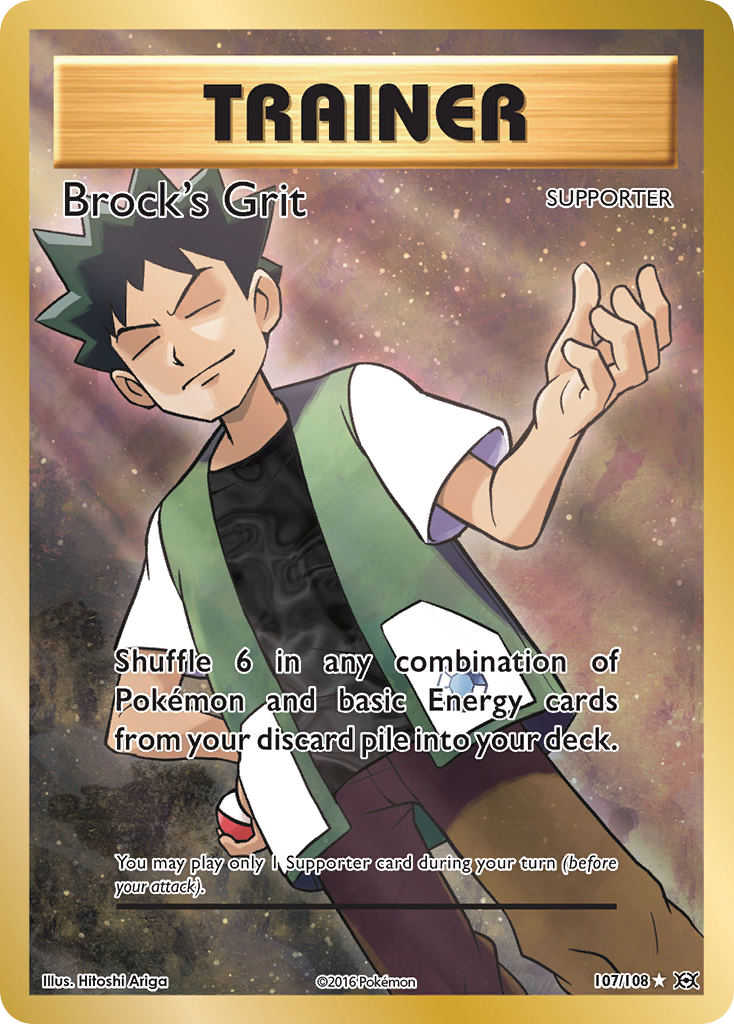 TRAINER
Brock's Grit
SUPPORTER
Shuffle 6 in any combination of
Pokémon and basic Energy cards
from your discard pile into your deck.
You may play only 1 Supporter card during your turn (before
your attack).
Illus. Hitoshi Ariga
©2016 Pokémon
107/108 ★